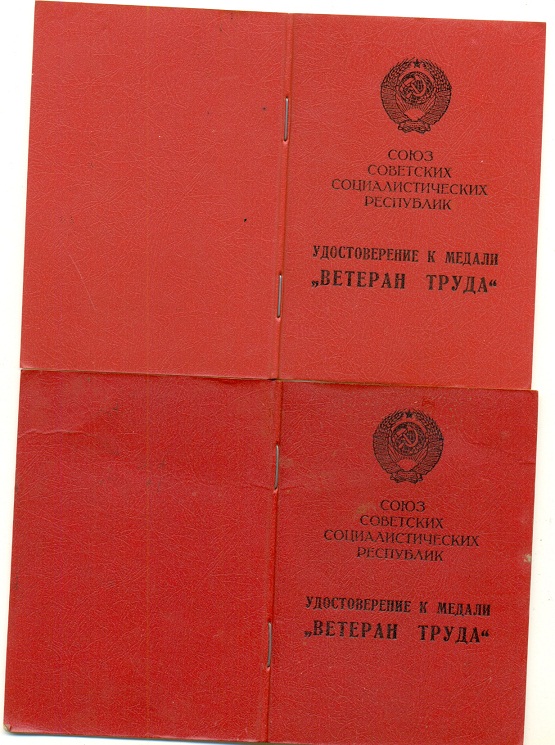 СОЮЗ
СОВЕТСКИХ
СОЦИАЛИСТИЧЕСКИХ
РЕСПУБЛИК
УДОСТОВЕРЕНИЕ К МЕДАЛИ
„ВЕТЕРАН ТРУДА“
СОЮЗ
СОВЕТСКИХ
СОЦИАЛИСТИЧЕСКИХ
РЕСПУБЛИК
УДОСТОВЕРЕНИЕ К МЕДАЛИ
„ВЕТЕРАН ТРУДА“